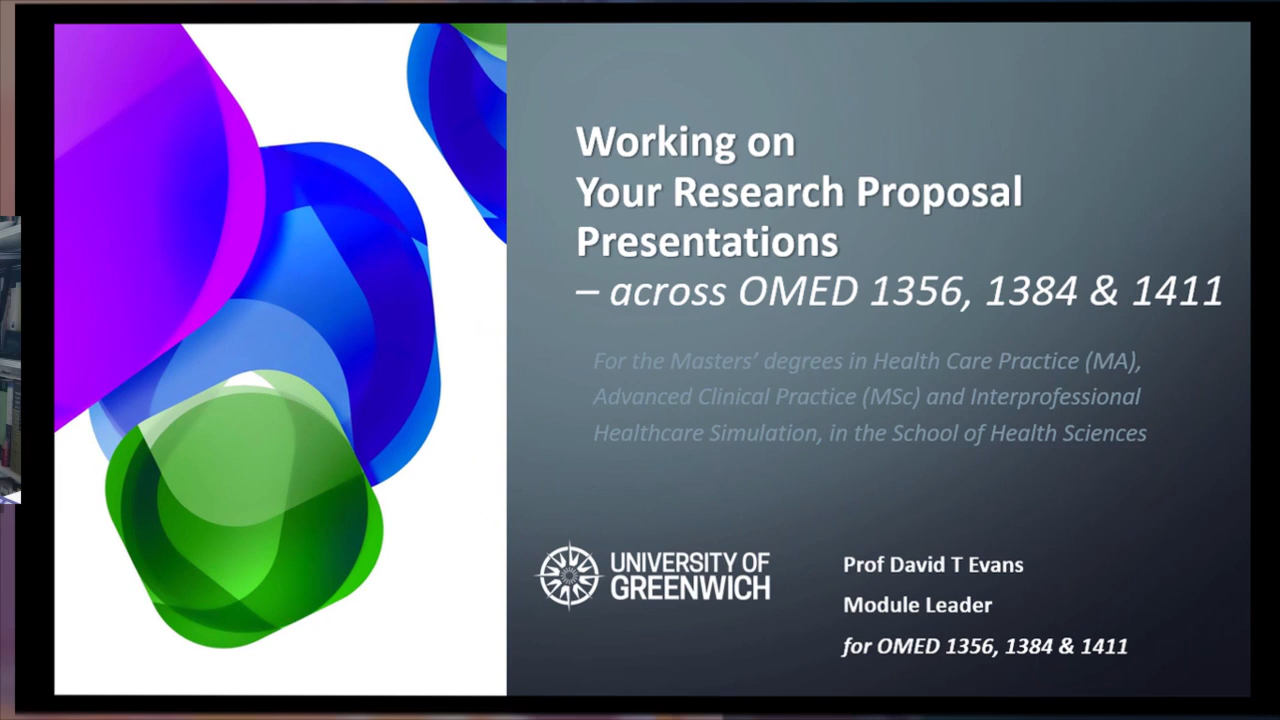 Working on
Your Research Proposal
Presentations
– across OMED 1356, 1384 & 1411
For the Masters’ degrees in Health Care Practice (MA),
Advanced Clinical Practice (MSc) and Interprofessional
Healthcare Simulation, in the School of Health Sciences
UNIVERSITY OF
GREENWICH
Prof David T Evans
Module Leader
for OMED 1356, 1384 & 1411